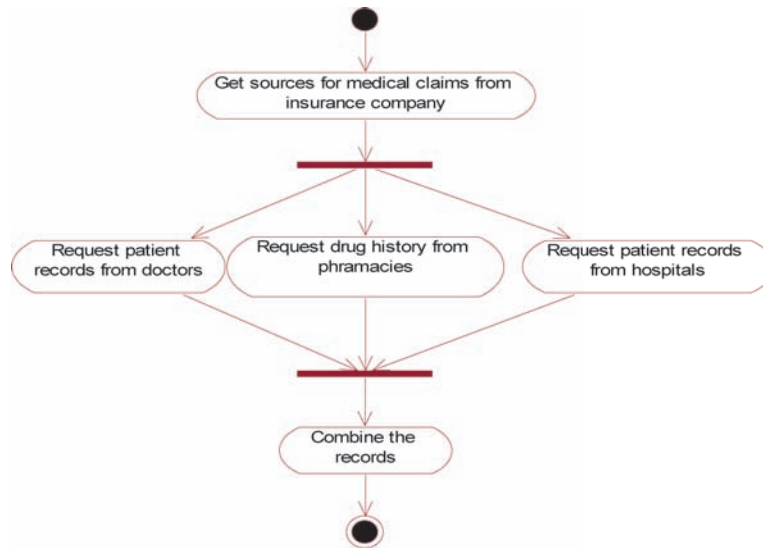 Get sources for medical claims from
insurance company
Request patient
records from doctors
Request drug history from
phramacies
Request patient records
from hospitals
Combine the
records